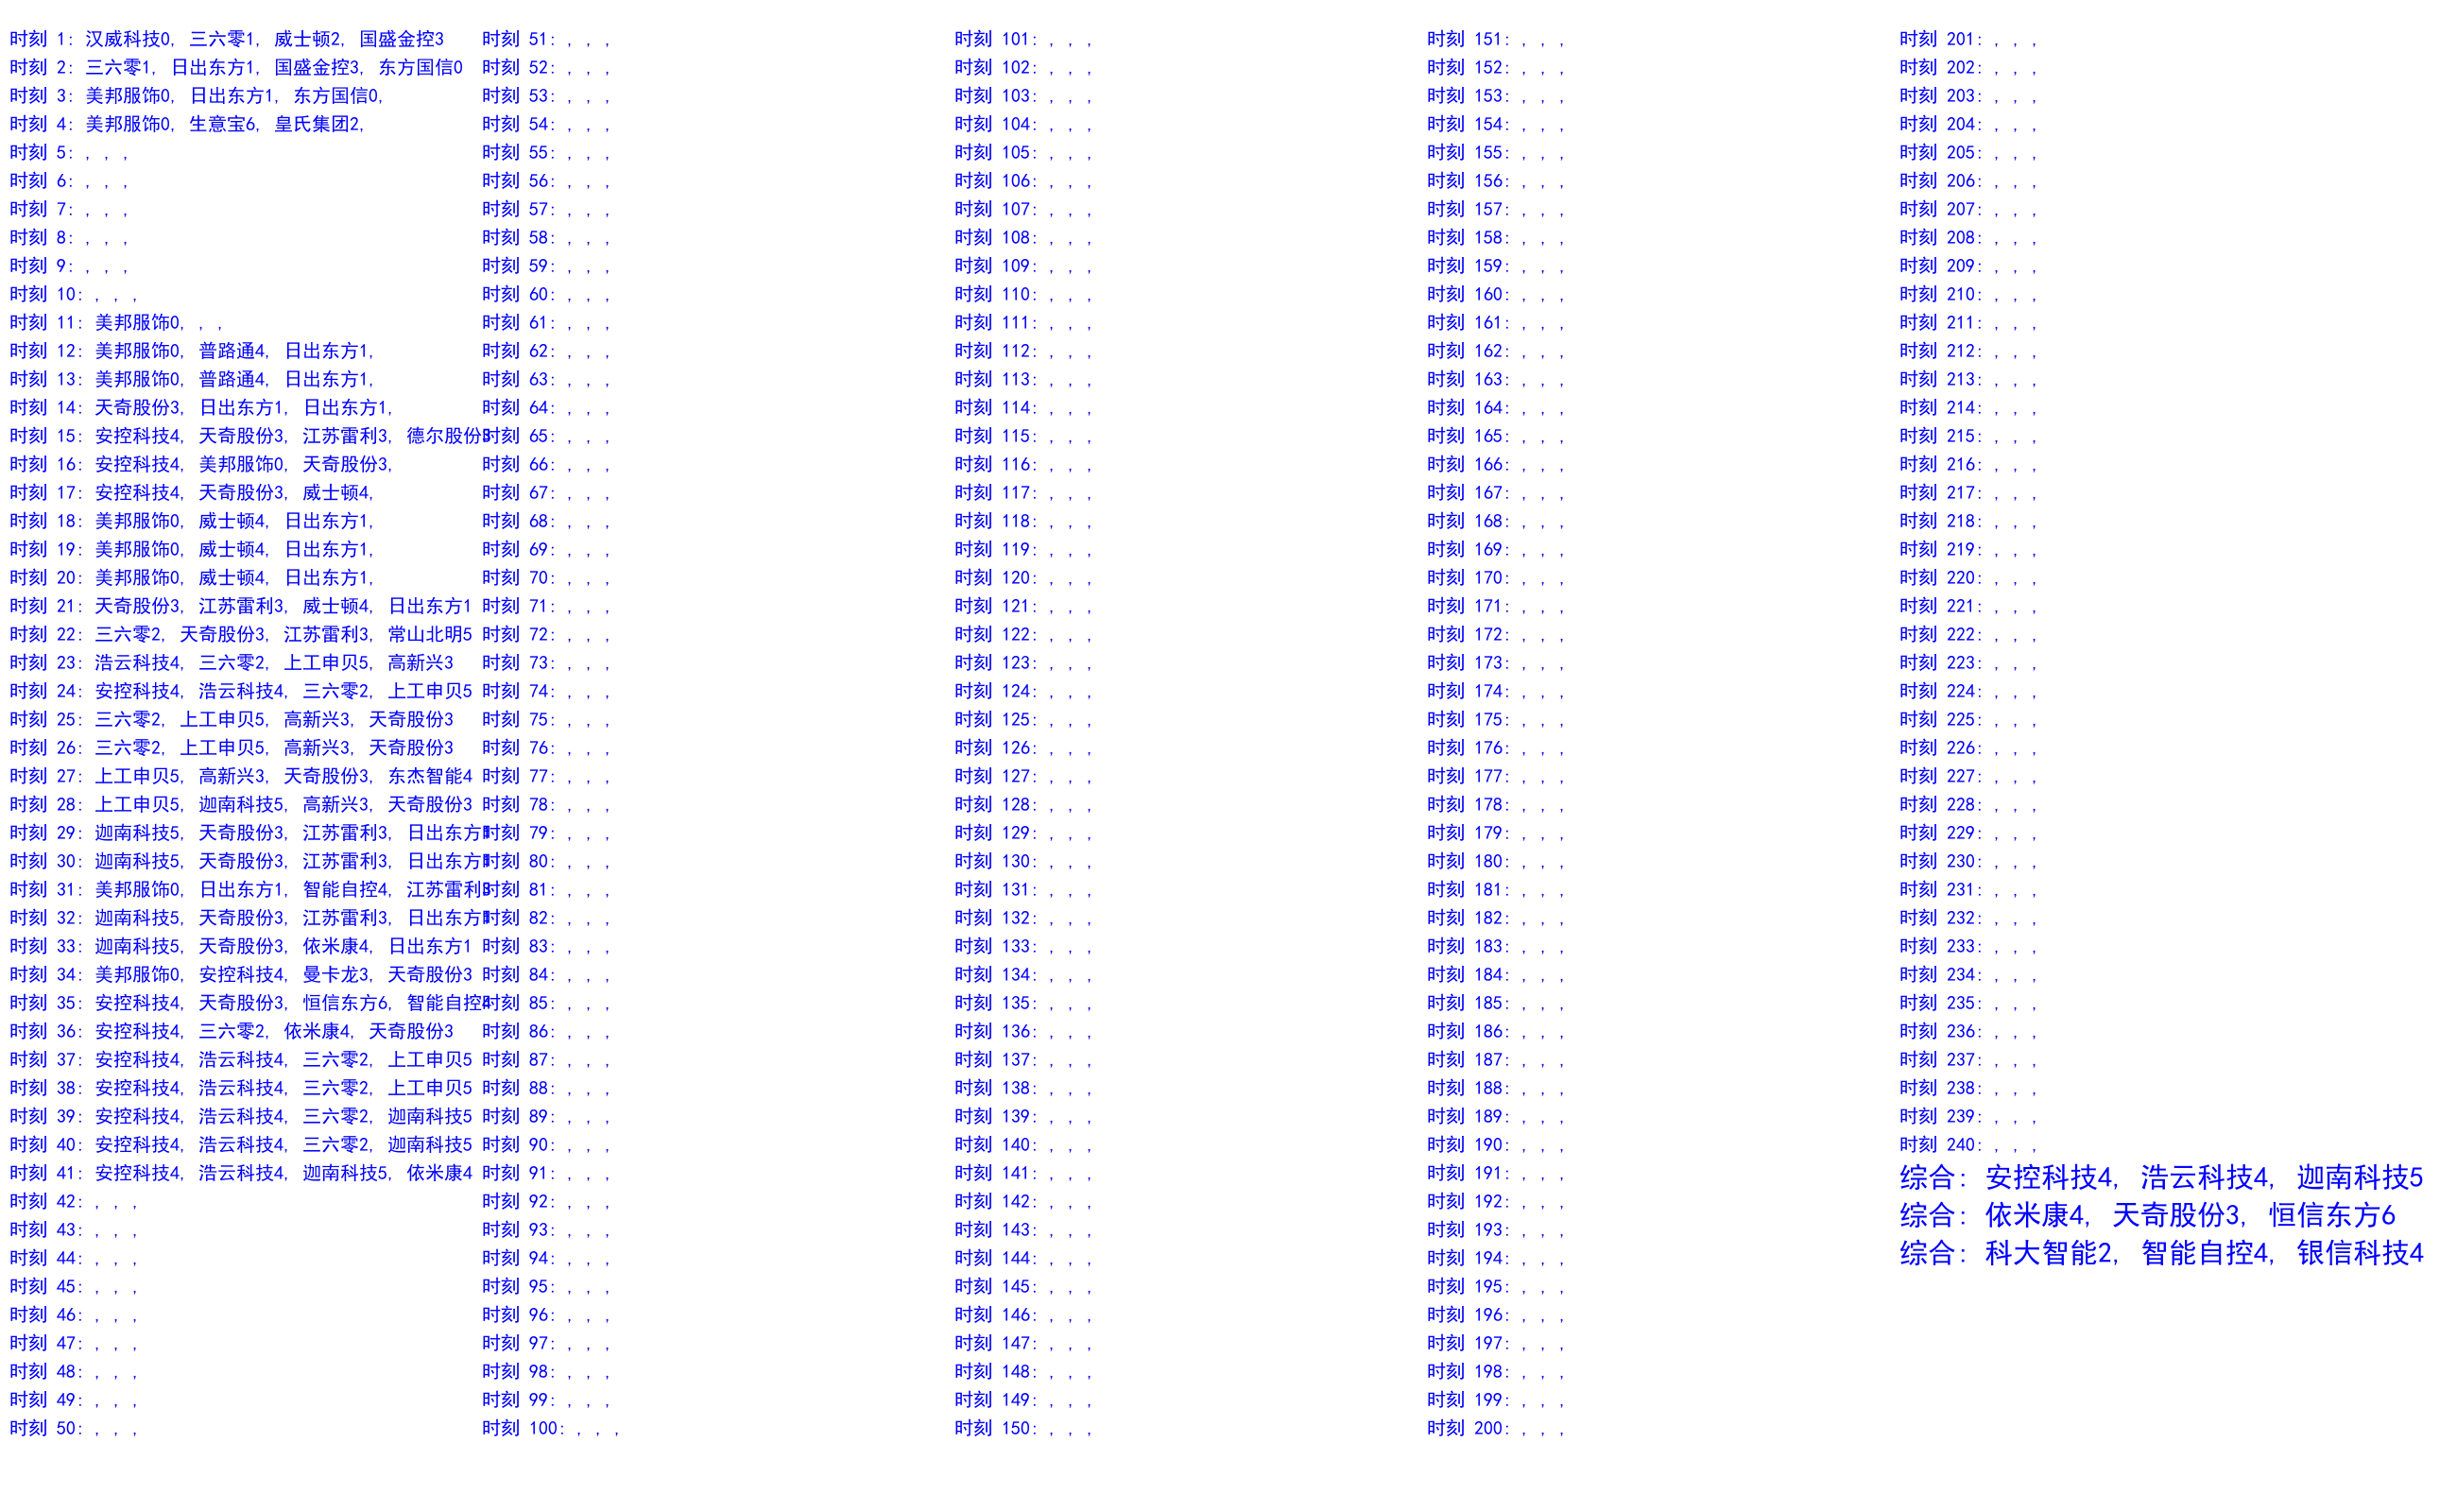 时刻 1: 汉威科技0, 三六零1, 威士顿2, 国盛金控3
时刻 2: 三六零1, 日出东方1, 国盛金控3, 东方国信0
时刻 3: 美邦服饰0, 日出东方1, 东方国信0,
时刻 4: 美邦服饰0, 生意宝6, 皇氏集团2,
时刻 5: , , ,
时刻 6: , , ,
时刻 7: , , ,
时刻 8: , , ,
时刻 9: , , ,
时刻 10: , , ,
时刻 11: 美邦服饰0, , ,
时刻 12: 美邦服饰0, 普路通4, 日出东方1,
时刻 13: 美邦服饰0, 普路通4, 日出东方1,
时刻 14: 天奇股份3, 日出东方1, 日出东方1,
时刻 15: 安控科技4, 天奇股份3, 江苏雷利3, 德尔股份3
时刻 16: 安控科技4, 美邦服饰0, 天奇股份3,
时刻 17: 安控科技4, 天奇股份3, 威士顿4,
时刻 18: 美邦服饰0, 威士顿4, 日出东方1,
时刻 19: 美邦服饰0, 威士顿4, 日出东方1,
时刻 20: 美邦服饰0, 威士顿4, 日出东方1,
时刻 21: 天奇股份3, 江苏雷利3, 威士顿4, 日出东方1
时刻 22: 三六零2, 天奇股份3, 江苏雷利3, 常山北明5
时刻 23: 浩云科技4, 三六零2, 上工申贝5, 高新兴3
时刻 24: 安控科技4, 浩云科技4, 三六零2, 上工申贝5
时刻 25: 三六零2, 上工申贝5, 高新兴3, 天奇股份3
时刻 26: 三六零2, 上工申贝5, 高新兴3, 天奇股份3
时刻 27: 上工申贝5, 高新兴3, 天奇股份3, 东杰智能4
时刻 28: 上工申贝5, 迦南科技5, 高新兴3, 天奇股份3
时刻 29: 迦南科技5, 天奇股份3, 江苏雷利3, 日出东方1
时刻 30: 迦南科技5, 天奇股份3, 江苏雷利3, 日出东方1
时刻 31: 美邦服饰0, 日出东方1, 智能自控4, 江苏雷利3
时刻 32: 迦南科技5, 天奇股份3, 江苏雷利3, 日出东方1
时刻 33: 迦南科技5, 天奇股份3, 依米康4, 日出东方1
时刻 34: 美邦服饰0, 安控科技4, 曼卡龙3, 天奇股份3
时刻 35: 安控科技4, 天奇股份3, 恒信东方6, 智能自控4
时刻 36: 安控科技4, 三六零2, 依米康4, 天奇股份3
时刻 37: 安控科技4, 浩云科技4, 三六零2, 上工申贝5
时刻 38: 安控科技4, 浩云科技4, 三六零2, 上工申贝5
时刻 39: 安控科技4, 浩云科技4, 三六零2, 迦南科技5
时刻 40: 安控科技4, 浩云科技4, 三六零2, 迦南科技5
时刻 41: 安控科技4, 浩云科技4, 迦南科技5, 依米康4
时刻 42: , , ,
时刻 43: , , ,
时刻 44: , , ,
时刻 45: , , ,
时刻 46: , , ,
时刻 47: , , ,
时刻 48: , , ,
时刻 49: , , ,
时刻 50: , , ,
时刻 51: , , ,
时刻 52: , , ,
时刻 53: , , ,
时刻 54: , , ,
时刻 55: , , ,
时刻 56: , , ,
时刻 57: , , ,
时刻 58: , , ,
时刻 59: , , ,
时刻 60: , , ,
时刻 61: , , ,
时刻 62: , , ,
时刻 63: , , ,
时刻 64: , , ,
时刻 65: , , ,
时刻 66: , , ,
时刻 67: , , ,
时刻 68: , , ,
时刻 69: , , ,
时刻 70: , , ,
时刻 71: , , ,
时刻 72: , , ,
时刻 73: , , ,
时刻 74: , , ,
时刻 75: , , ,
时刻 76: , , ,
时刻 77: , , ,
时刻 78: , , ,
时刻 79: , , ,
时刻 80: , , ,
时刻 81: , , ,
时刻 82: , , ,
时刻 83: , , ,
时刻 84: , , ,
时刻 85: , , ,
时刻 86: , , ,
时刻 87: , , ,
时刻 88: , , ,
时刻 89: , , ,
时刻 90: , , ,
时刻 91: , , ,
时刻 92: , , ,
时刻 93: , , ,
时刻 94: , , ,
时刻 95: , , ,
时刻 96: , , ,
时刻 97: , , ,
时刻 98: , , ,
时刻 99: , , ,
时刻 100: , , ,
时刻 101: , , ,
时刻 102: , , ,
时刻 103: , , ,
时刻 104: , , ,
时刻 105: , , ,
时刻 106: , , ,
时刻 107: , , ,
时刻 108: , , ,
时刻 109: , , ,
时刻 110: , , ,
时刻 111: , , ,
时刻 112: , , ,
时刻 113: , , ,
时刻 114: , , ,
时刻 115: , , ,
时刻 116: , , ,
时刻 117: , , ,
时刻 118: , , ,
时刻 119: , , ,
时刻 120: , , ,
时刻 121: , , ,
时刻 122: , , ,
时刻 123: , , ,
时刻 124: , , ,
时刻 125: , , ,
时刻 126: , , ,
时刻 127: , , ,
时刻 128: , , ,
时刻 129: , , ,
时刻 130: , , ,
时刻 131: , , ,
时刻 132: , , ,
时刻 133: , , ,
时刻 134: , , ,
时刻 135: , , ,
时刻 136: , , ,
时刻 137: , , ,
时刻 138: , , ,
时刻 139: , , ,
时刻 140: , , ,
时刻 141: , , ,
时刻 142: , , ,
时刻 143: , , ,
时刻 144: , , ,
时刻 145: , , ,
时刻 146: , , ,
时刻 147: , , ,
时刻 148: , , ,
时刻 149: , , ,
时刻 150: , , ,
时刻 151: , , ,
时刻 152: , , ,
时刻 153: , , ,
时刻 154: , , ,
时刻 155: , , ,
时刻 156: , , ,
时刻 157: , , ,
时刻 158: , , ,
时刻 159: , , ,
时刻 160: , , ,
时刻 161: , , ,
时刻 162: , , ,
时刻 163: , , ,
时刻 164: , , ,
时刻 165: , , ,
时刻 166: , , ,
时刻 167: , , ,
时刻 168: , , ,
时刻 169: , , ,
时刻 170: , , ,
时刻 171: , , ,
时刻 172: , , ,
时刻 173: , , ,
时刻 174: , , ,
时刻 175: , , ,
时刻 176: , , ,
时刻 177: , , ,
时刻 178: , , ,
时刻 179: , , ,
时刻 180: , , ,
时刻 181: , , ,
时刻 182: , , ,
时刻 183: , , ,
时刻 184: , , ,
时刻 185: , , ,
时刻 186: , , ,
时刻 187: , , ,
时刻 188: , , ,
时刻 189: , , ,
时刻 190: , , ,
时刻 191: , , ,
时刻 192: , , ,
时刻 193: , , ,
时刻 194: , , ,
时刻 195: , , ,
时刻 196: , , ,
时刻 197: , , ,
时刻 198: , , ,
时刻 199: , , ,
时刻 200: , , ,
时刻 201: , , ,
时刻 202: , , ,
时刻 203: , , ,
时刻 204: , , ,
时刻 205: , , ,
时刻 206: , , ,
时刻 207: , , ,
时刻 208: , , ,
时刻 209: , , ,
时刻 210: , , ,
时刻 211: , , ,
时刻 212: , , ,
时刻 213: , , ,
时刻 214: , , ,
时刻 215: , , ,
时刻 216: , , ,
时刻 217: , , ,
时刻 218: , , ,
时刻 219: , , ,
时刻 220: , , ,
时刻 221: , , ,
时刻 222: , , ,
时刻 223: , , ,
时刻 224: , , ,
时刻 225: , , ,
时刻 226: , , ,
时刻 227: , , ,
时刻 228: , , ,
时刻 229: , , ,
时刻 230: , , ,
时刻 231: , , ,
时刻 232: , , ,
时刻 233: , , ,
时刻 234: , , ,
时刻 235: , , ,
时刻 236: , , ,
时刻 237: , , ,
时刻 238: , , ,
时刻 239: , , ,
时刻 240: , , ,
综合: 安控科技4, 浩云科技4, 迦南科技5
综合: 依米康4, 天奇股份3, 恒信东方6
综合: 科大智能2, 智能自控4, 银信科技4